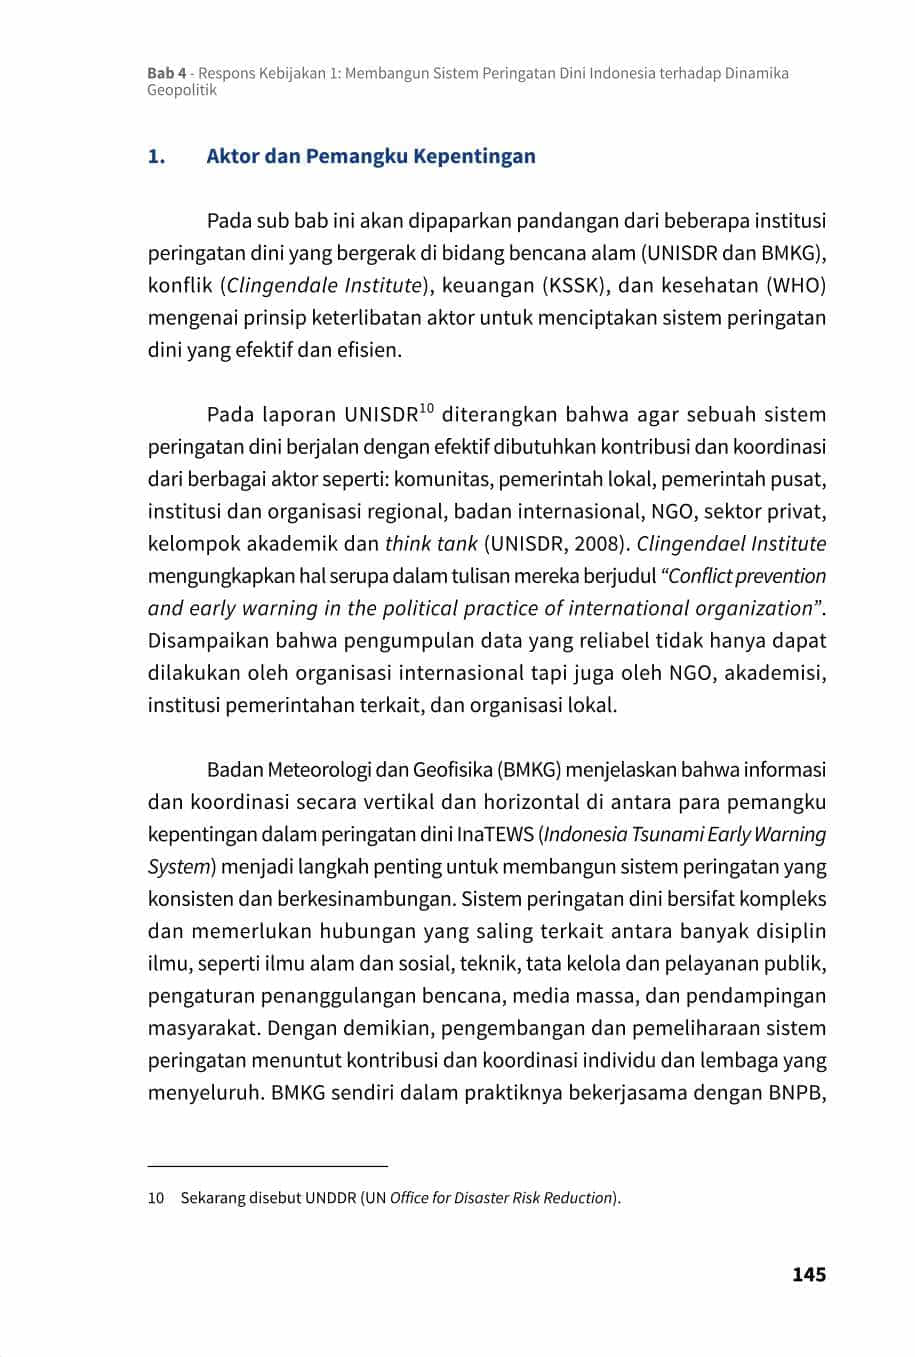 Bab 4 - Respons Kebijakan 1: Membangun Sistem Peringatan Dini Indonesia terhadap Dinamika
Geopolitik
1. Aktor dan Pemangku Kepentingan
Pada sub bab ini akan dipaparkan pandangan dari beberapa institusi
peringatan dini yang bergerak di bidang bencana alam (UNISDR dan BMKG),
konflik (Clingendale Institute), keuangan (KSSK), dan kesehatan (WHO)
mengenai prinsip keterlibatan aktor untuk menciptakan sistem peringatan
dini yang efektif dan efisien.
Pada laporan UNISDR10 diterangkan bahwa agar sebuah sistem
peringatan dini berjalan dengan efektif dibutuhkan kontribusi dan koordinasi
dari berbagai aktor seperti: komunitas, pemerintah lokal, pemerintah pusat,
institusi dan organisasi regional, badan internasional, NGO, sektor privat,
kelompok akademik dan think tank (UNISDR, 2008). Clingendael Institute
mengungkapkan hal serupa dalam tulisan mereka berjudul “Conflict prevention
and early warning in the political practice of international organization”.
Disampaikan bahwa pengumpulan data yang reliabel tidak hanya dapat
dilakukan oleh organisasi internasional tapi juga oleh NGO, akademisi,
institusi pemerintahan terkait, dan organisasi lokal.
Badan Meteorologi dan Geofisika (BMKG) menjelaskan bahwa informasi
dan koordinasi secara vertikal dan horizontal di antara para pemangku
kepentingan dalam peringatan dini InaTEWS (Indonesia Tsunami Early Warning
System) menjadi langkah penting untuk membangun sistem peringatan yang
konsisten dan berkesinambungan. Sistem peringatan dini bersifat kompleks
dan memerlukan hubungan yang saling terkait antara banyak disiplin
ilmu, seperti ilmu alam dan sosial, teknik, tata kelola dan pelayanan publik,
pengaturan penanggulangan bencana, media massa, dan pendampingan
masyarakat. Dengan demikian, pengembangan dan pemeliharaan sistem
peringatan menuntut kontribusi dan koordinasi individu dan lembaga yang
menyeluruh. BMKG sendiri dalam praktiknya bekerjasama dengan BNPB,
10 Sekarang disebut UNDDR (UN Office for Disaster Risk Reduction).
145